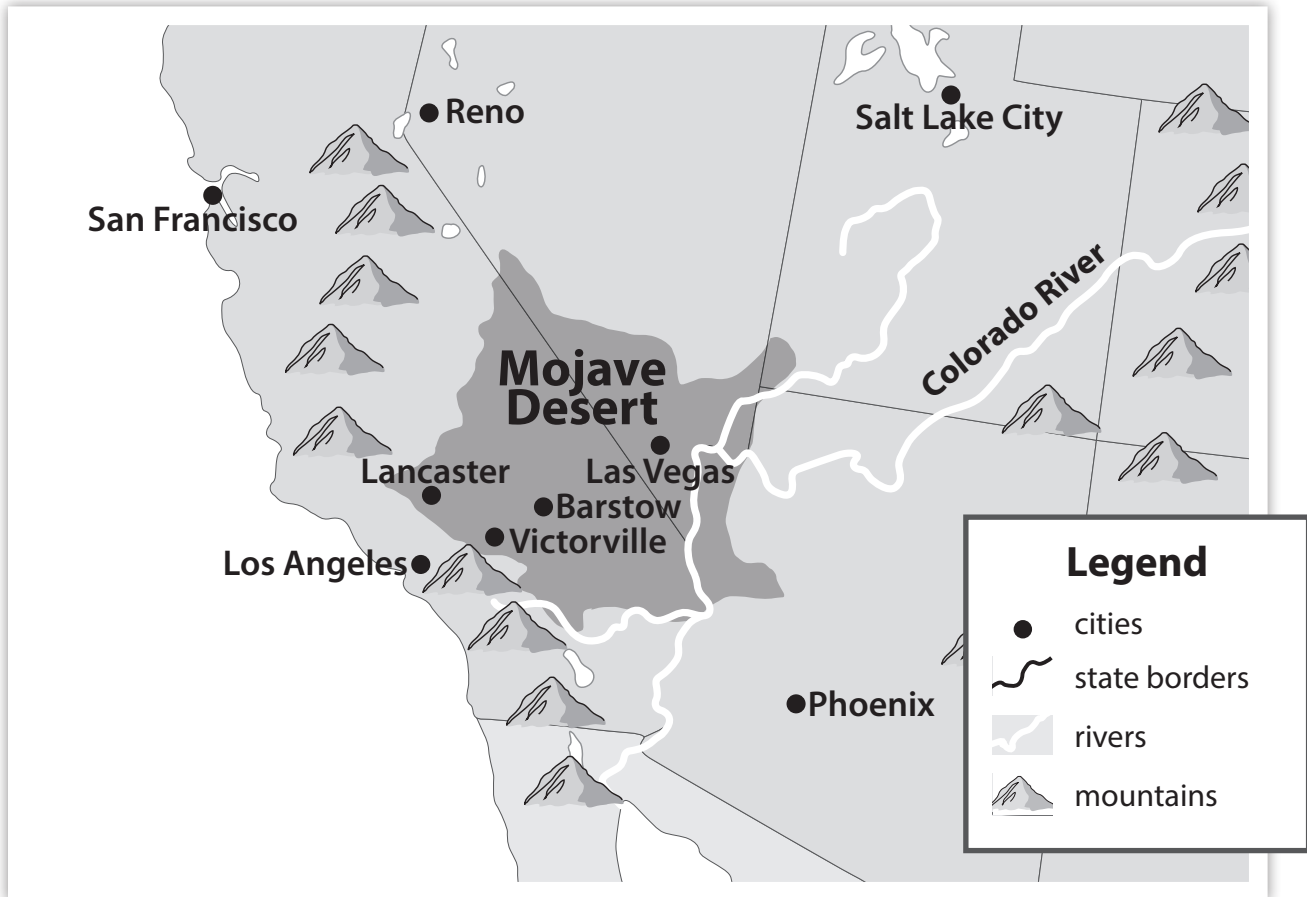 Reno
Salt Lake City
San Francisco
Colorado River
Mojave
Desert
Lancaster
Las Vegas
Barstow
Victorville
Los Angeles
Phoenix
Legend
cities
state borders
rivers
mountains